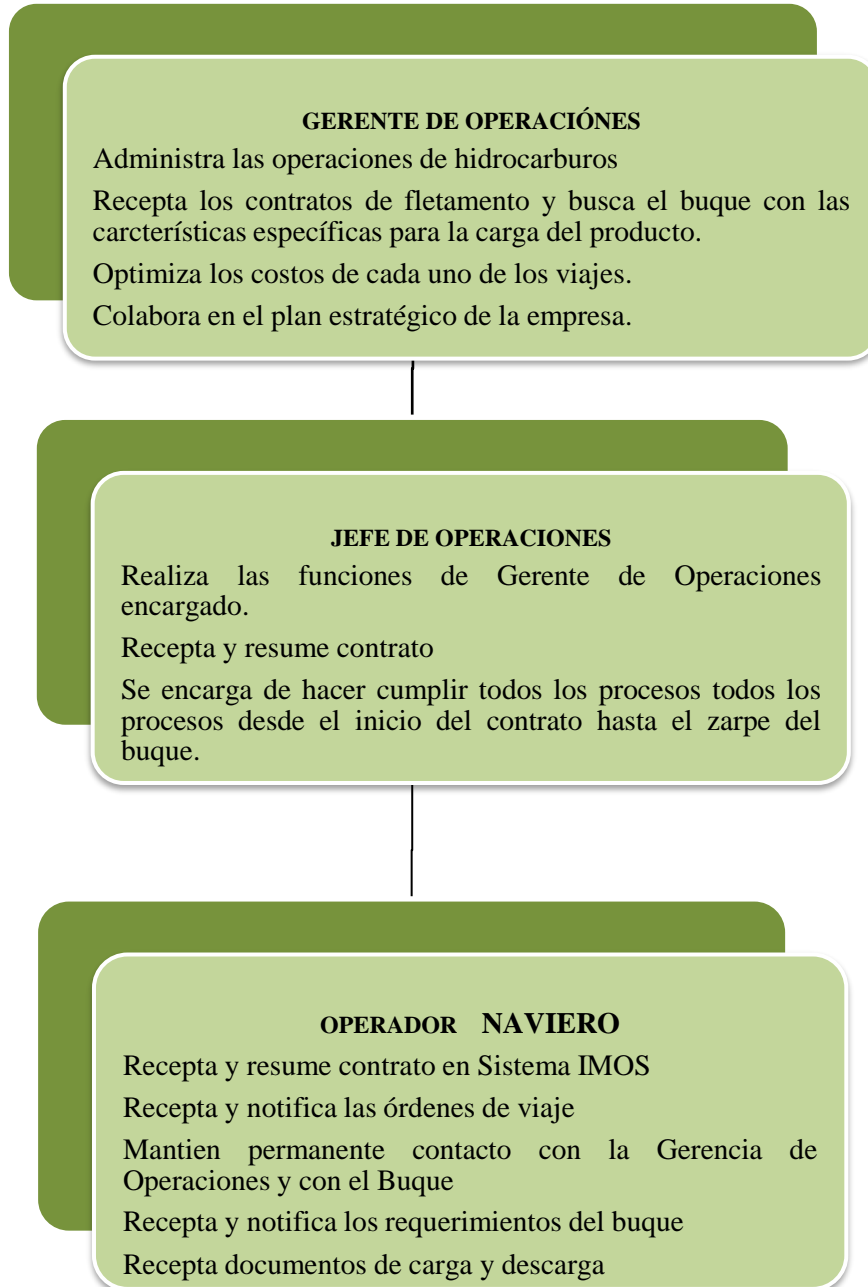 GERENTE DE OPERACIÓNES
Administra las operaciones de hidrocarburos
Recepta los contratos de fletamento y busca el buque con las
carcterísticas específicas para la carga del producto.
Optimiza los costos de cada uno de los viajes.
Colabora en el plan estratégico de la empresa.
JEFE DE OPERACIONES
Realiza las funciones de Gerente de Operaciones
encargado.
Recepta y resume contrato
Se encarga de hacer cumplir todos los procesos todos los
procesos desde el inicio del contrato hasta el zarpe del
buque.
OPERADOR NAVIERO
Recepta y resume contrato en Sistema IMOS
Recepta y notifica las órdenes de viaje
Mantien permanente contacto con la Gerencia de
Operaciones y con el Buque
Recepta y notifica los requerimientos del buque
Recepta documentos de carga y descarga